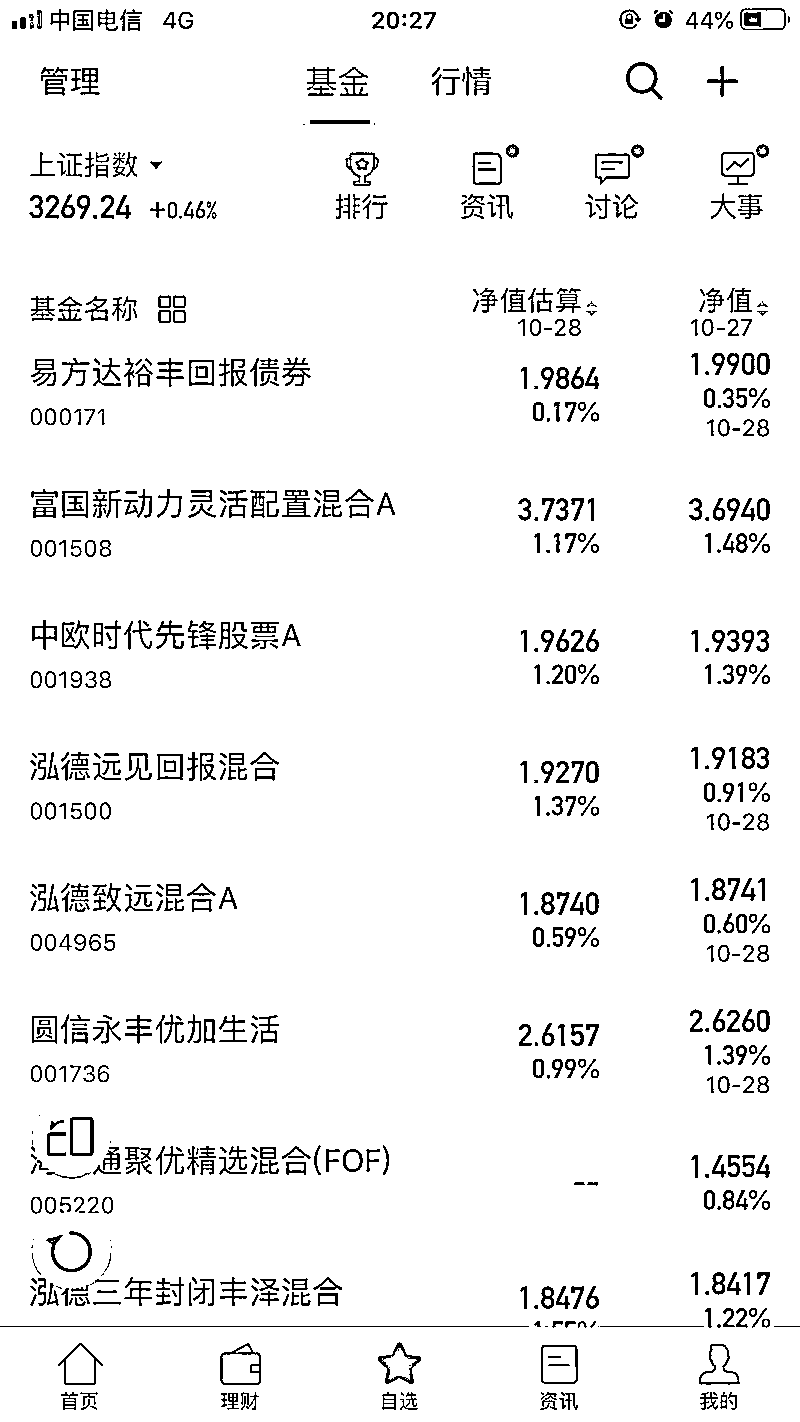 中国电信 4G 20:27 44%
管理 基金 行情
上证指数
3269.24 +0.46%
排行 资讯 讨论 大事
基金名称 净值估算 净值
10-28 10-27
易方达裕丰回报债券 1.9864 1.9900
000171 0.17% 0.35%
10-28
富国新动力灵活配置混合A 3.7371 3.6940
001508 1.17% 1.48%
中欧时代先锋股票A 1.9626 1.9393
001938 1.20% 1.39%
泓德远见回报混合 1.9270 1.9183
001500 1.37% 0.91%
10-28
泓德致远混合A 1.8740 1.8741
004965 0.59% 0.60%
10-28
圆信永丰优加生活 2.6157 2.6260
001736 0.99% 1.39%
10-28
通聚优精选混合(FOF) -- 1.4554
005220 0.84%
泓德三年封闭丰泽混合 1.8476 1.8417
1.22%
首页 理财 自选 资讯 我的